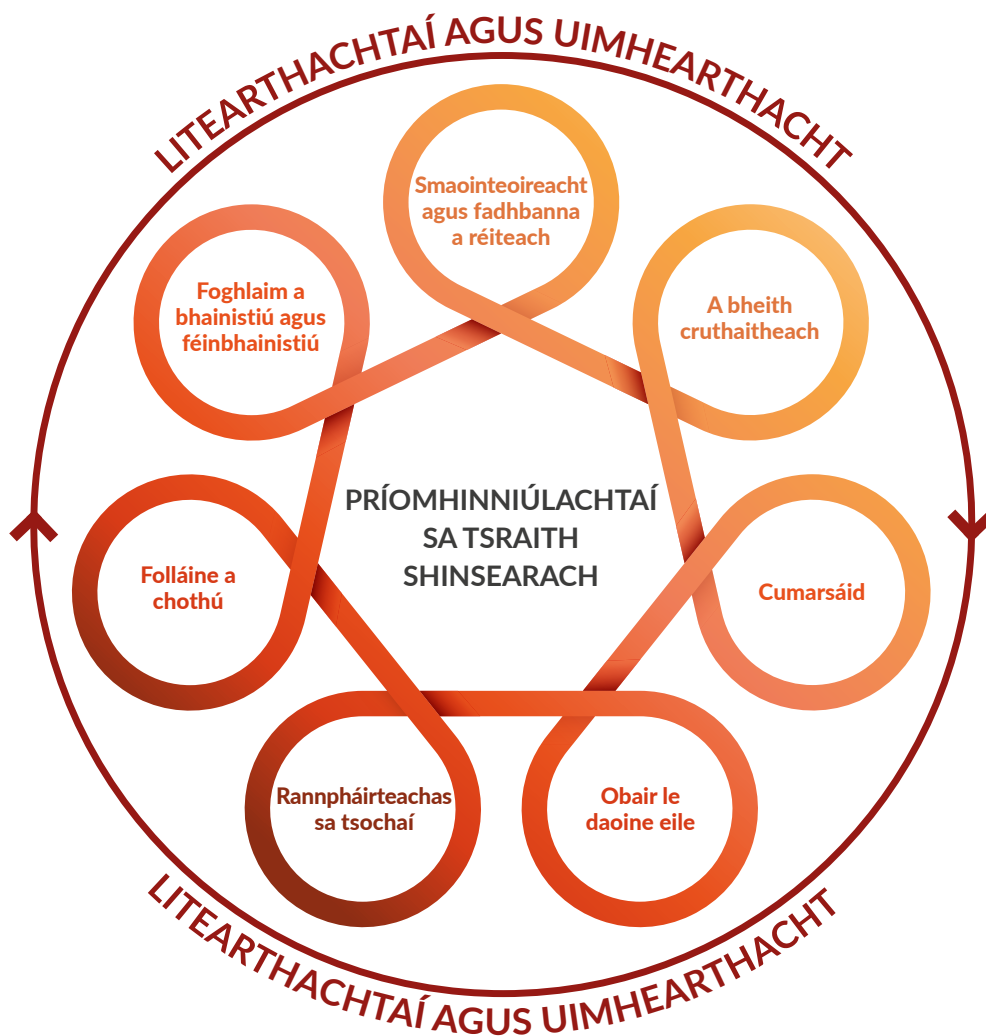 LITEARTHACHTAÍ AGUS UIMHEARTHACHT
Smaointeoireacht
agus fadhbanna
a réiteach
A bheith
cruthaitheach
Cumarsáid
Obair le
daoine eile
Rannpháirteachas
sa tsochaí
Folláine a
chothú
Foghlaim a
bhainistiú agus
féinbhainistiú
PRÍOMHINNIÚLACHTAÍ
SA TSRAITH
SHINSEARACH
LITEARTHACHTAÍ AGUS UIMHEARTHACHT